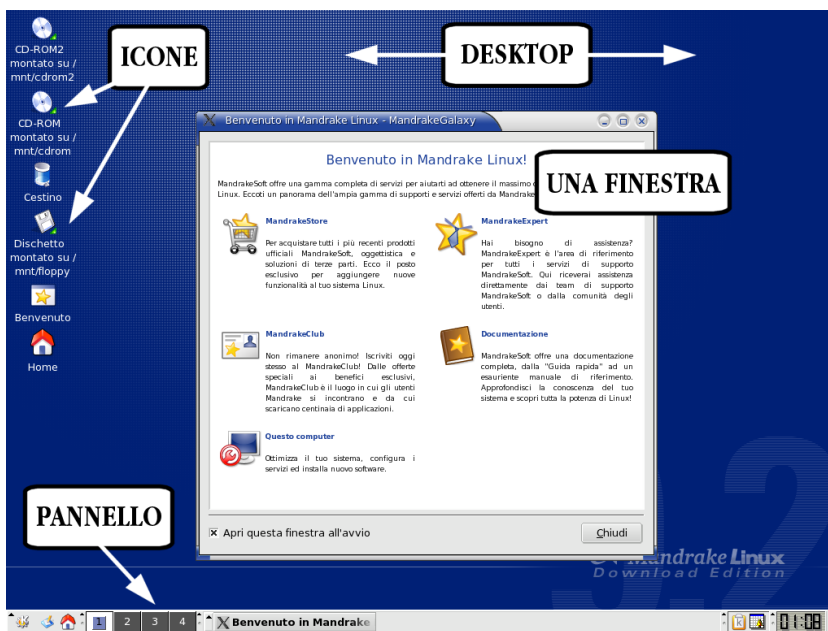 CD-ROM2
montato su /
mnt/cdrom2
ICONE
DESKTOP
CD-ROM
montato su /
mnt/cdrom
Cestino
Dischetto
montato su /
mnt/floppy
Benvenuto
Home
Benvenuto in Mandrake Linux - MandrakeGalaxy
Benvenuto in Mandrake Linux!
UNA FINESTRA
MandrakeSoft offre una gamma completa di servizi per aiutarti ad ottenere il massimo
Linux. Eccoti un panorama dell'ampia gamma di supporti e servizi offerti da Mandrake
MandrakeStore
Per acquistare tutti i più recenti prodotti
ufficiali MandrakeSoft, oggettistica e
soluzioni di terze parti. Ecco il posto
esclusivo per aggiungere nuove
funzionalità al tuo sistema Linux.
MandrakeExpert
Hai bisogno di assistenza?
MandrakeExpert è l'area di riferimento
per tutti i servizi di supporto
MandrakeSoft. Qui riceverai assistenza
direttamente dai team di supporto
MandrakeSoft o dalla comunità degli
utenti.
MandrakeClub
Non rimanere anonimo! Iscriviti oggi
stesso al MandrakeClub! Dalle offerte
speciali ai benefici esclusivi,
MandrakeClub è il luogo in cui gli utenti
Mandrake si incontrano e da cui
scaricano centinaia di applicazioni.
Documentazione
MandrakeSoft offre una documentazione
completa, dalla "Guida rapida" ad un
esauriente manuale di riferimento.
Approfondisci la conoscenza del tuo
sistema e scopri tutta la potenza di Linux!
Questo computer
Ottimizza il tuo sistema, configura i
servizi ed installa nuovo software.
PANNELLO
Apri questa finestra all'avvio
Chiudi
9.2
Mandrake Linux
Download Edition
1 2 3 4
Benvenuto in Mandrake
01:08